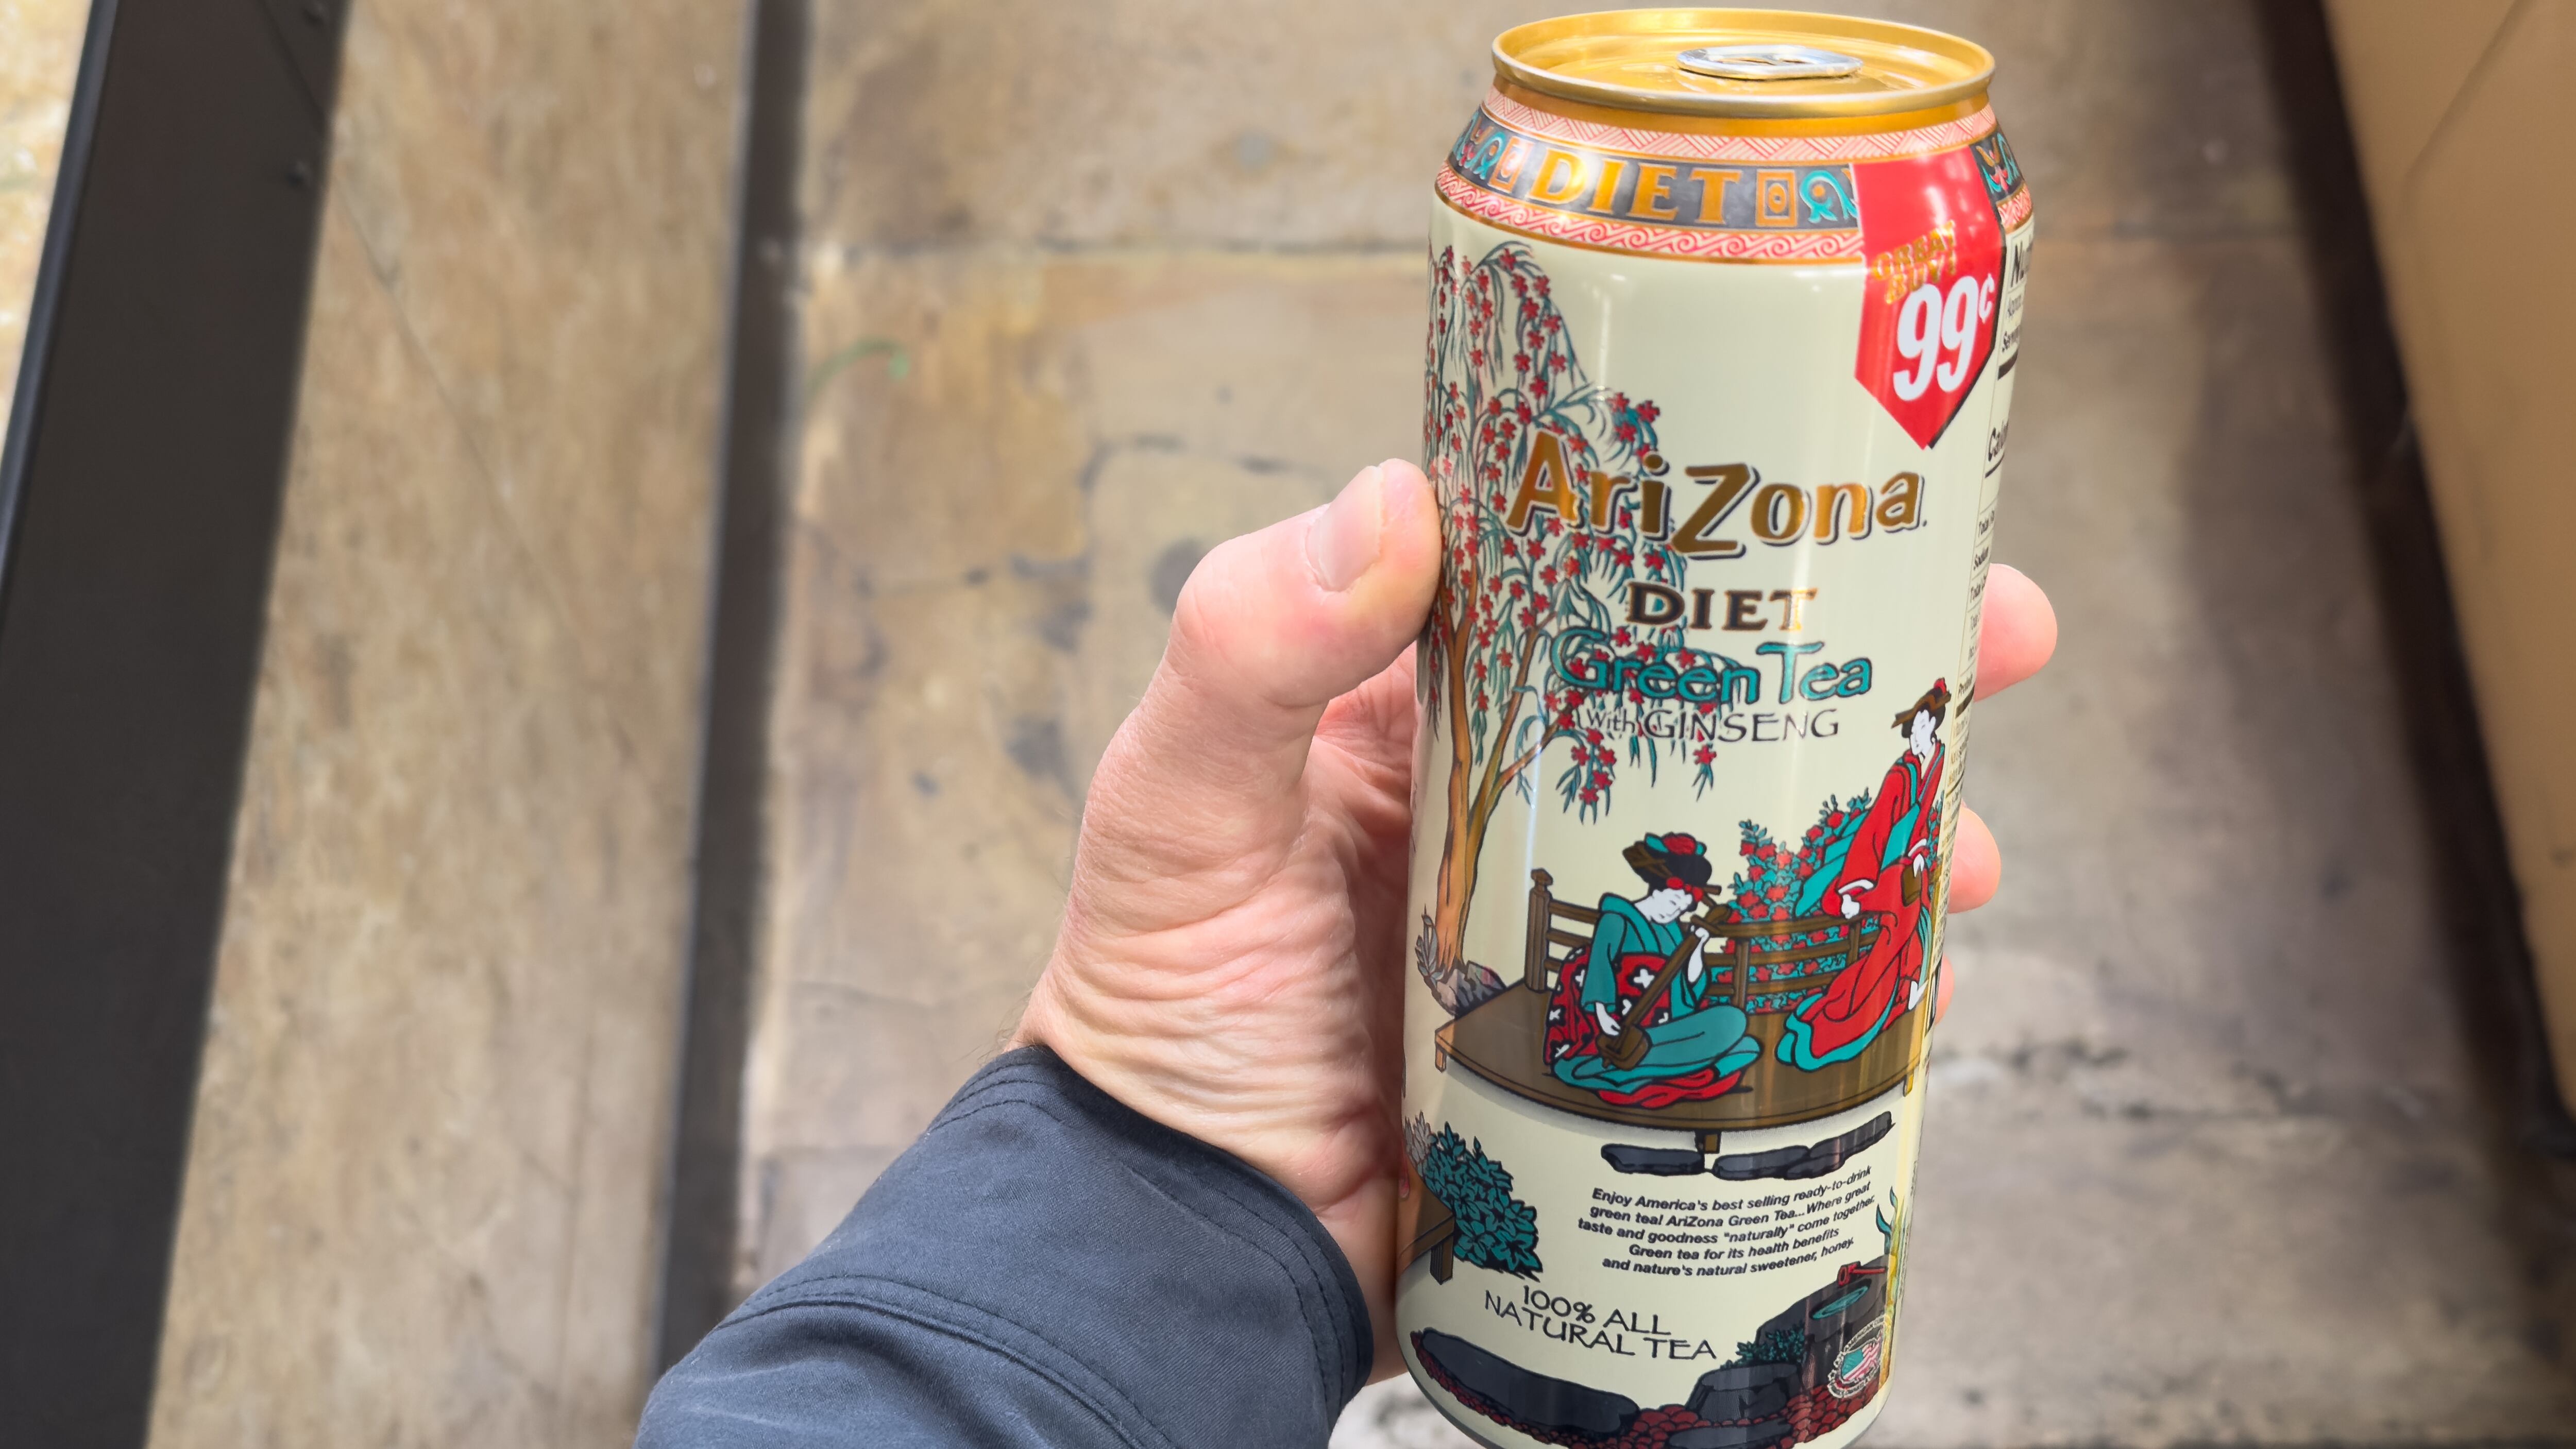 DIET
GREAT
BUY!
99¢
AriZona
DIET
Green Tea
With GINSENG
Enjoy America's best selling ready-to-drink
green tea! AriZona Green Tea...Where great
taste and goodness "naturally" come together.
Green tea for its health benefits
and nature's natural sweetener, honey.
100% ALL
NATURAL TEA